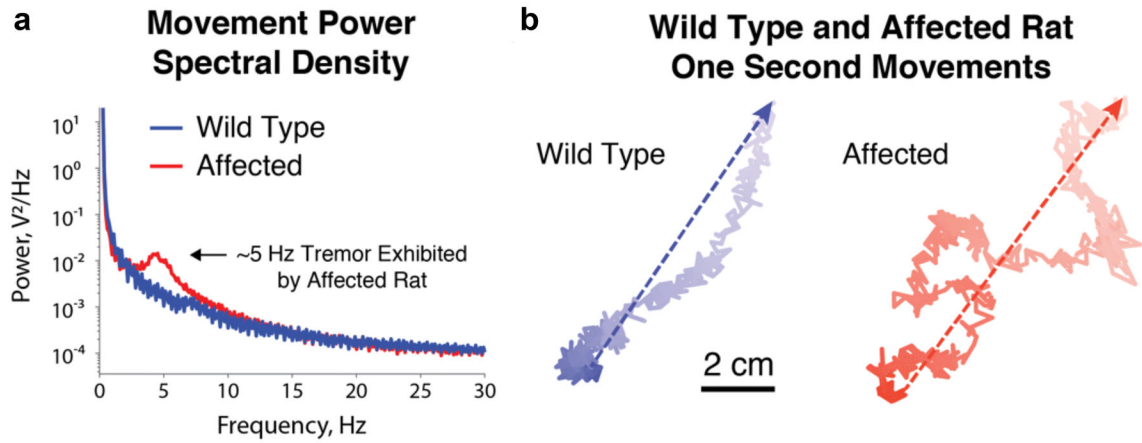 a
Movement Power
Spectral Density
Power, V²/Hz
10¹
10⁰
10⁻¹
10⁻²
10⁻³
10⁻⁴
Wild Type
Affected
~5 Hz Tremor Exhibited
by Affected Rat
0 5 10 15 20 25 30
Frequency, Hz
b
Wild Type and Affected Rat
One Second Movements
Wild Type
Affected
2 cm